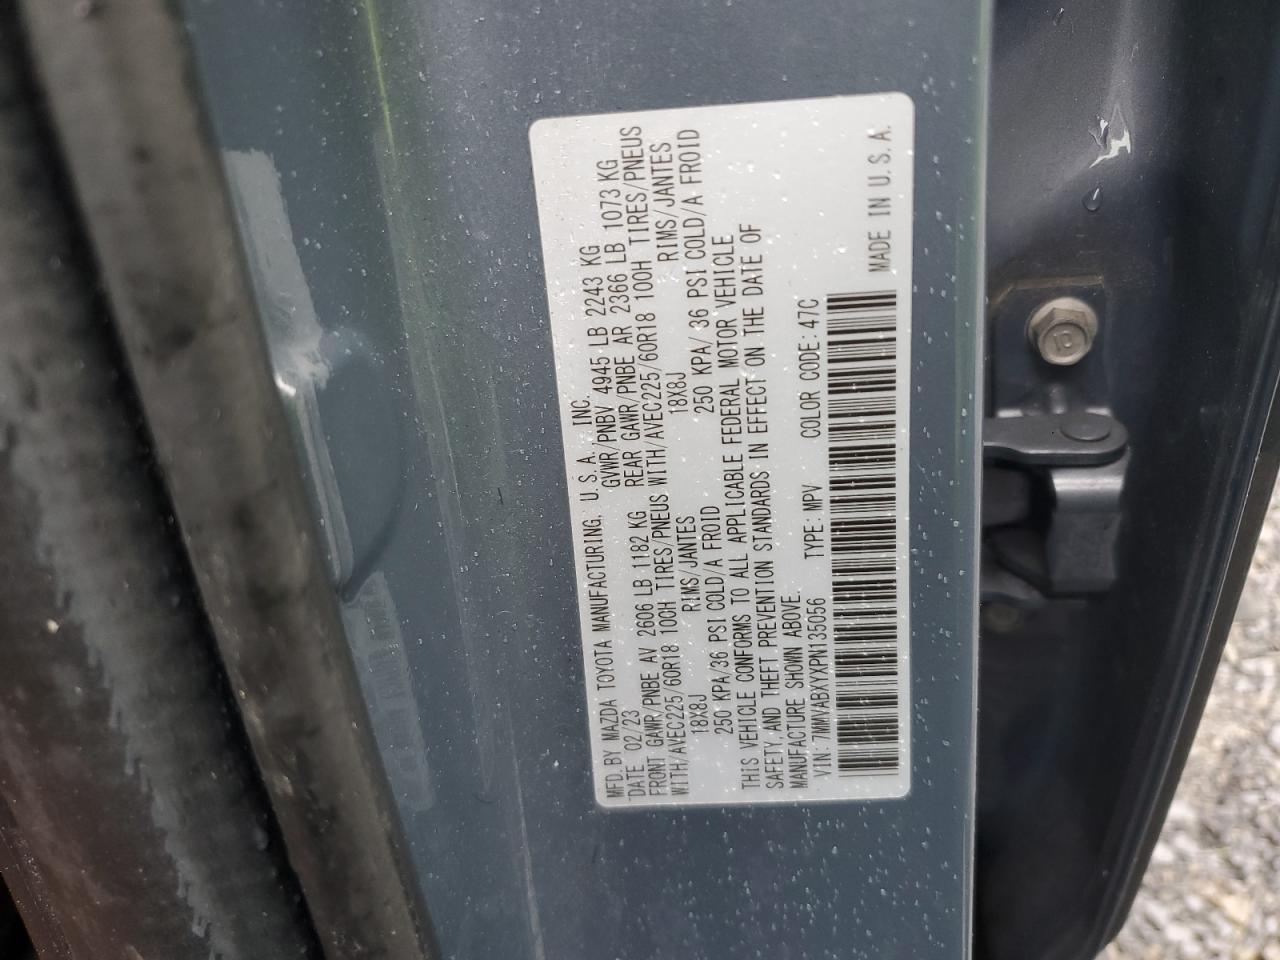 MFD. BY MAZDA TOYOTA MANUFACTURING, U.S.A. INC.
DATE 02/23 GVWR/PNBV 4945 LB 2243 KG
FRONT GAWR/PNBE AV 2606 LB 1182 KG REAR GAWR/PNBE AR 2366 LB 1073 KG
WITH/AVEC225/60R18 100H TIRES/PNEUS WITH/AVEC225/60R18 100H TIRES/PNEUS
18X8J RIMS/JANTES 18X8J RIMS/JANTES
250 KPA/36 PSI COLD/A FROID 250 KPA/36 PSI COLD/A FROID
THIS VEHICLE CONFORMS TO ALL APPLICABLE FEDERAL MOTOR VEHICLE
SAFETY AND THEFT PREVENTION STANDARDS IN EFFECT ON THE DATE OF
MANUFACTURE SHOWN ABOVE.
VIN: 7MMVABXYXPN135056 TYPE: MPV COLOR CODE: 47C
MADE IN U.S.A.